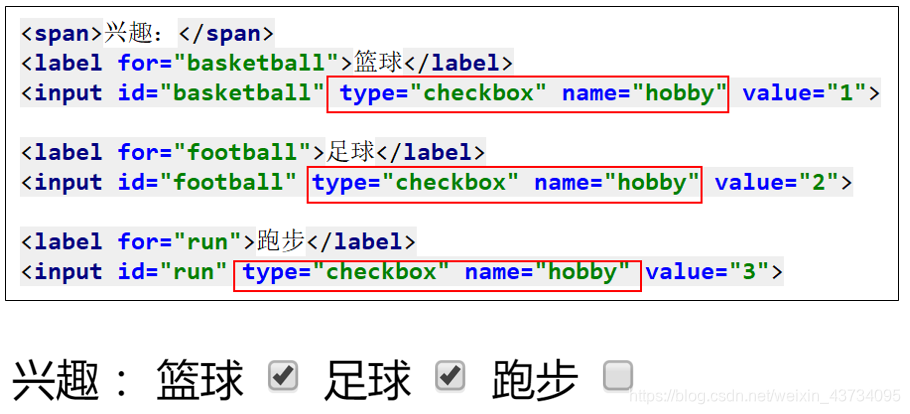 <span>兴趣：</span>
<label for="basketball">篮球</label>
<input id="basketball" type="checkbox" name="hobby" value="1">
<label for="football">足球</label>
<input id="football" type="checkbox" name="hobby" value="2">
<label for="run">跑步</label>
<input id="run" type="checkbox" name="hobby" value="3">
兴趣： 篮球 足球 跑步
https://blog.csdn.net/weixin_43734095